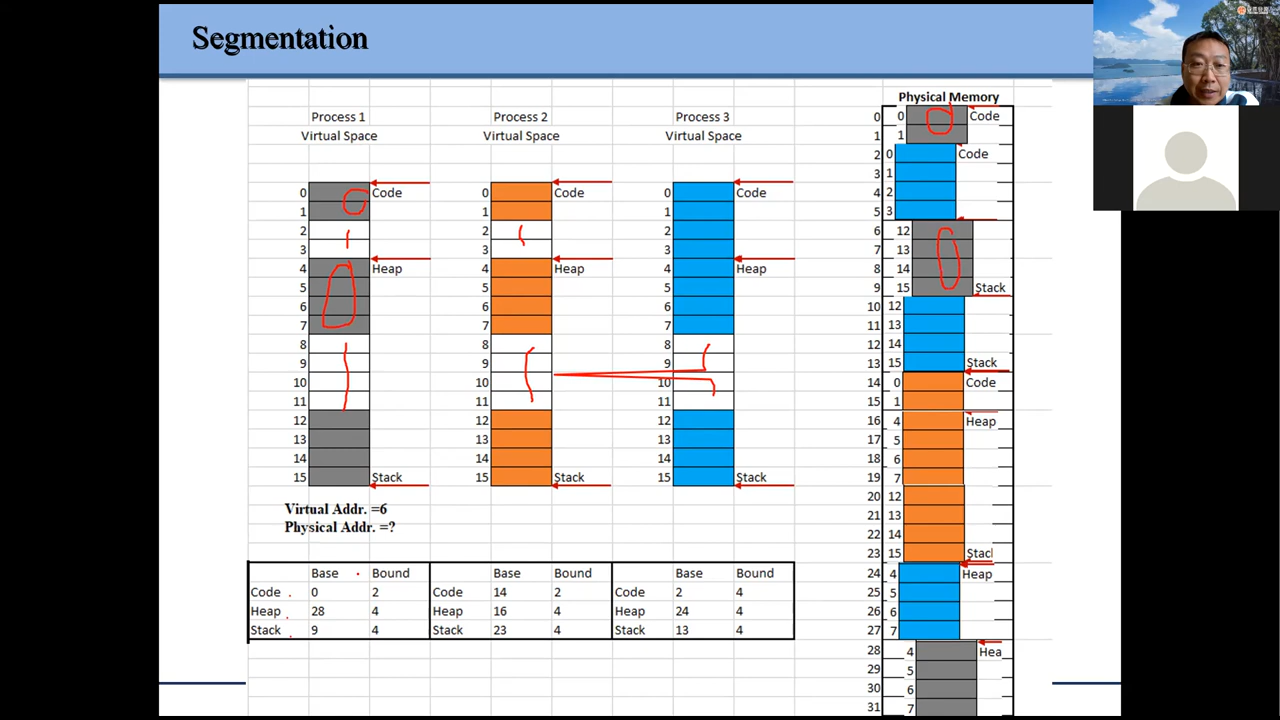 Segmentation
Process 1
Virtual Space
Process 2
Virtual Space
Process 3
Virtual Space
Physical Memory
0 Code
1
2
3
4 Heap
5
6
7
8
9
10
11
12
13
14
15 Stack
0 Code
1
2
3
4 Heap
5
6
7
8
9
10
11
12
13
14
15 Stack
0 Code
1
2
3
4 Heap
5
6
7
8
9
10
11
12
13
14
15 Stack
0 0 Code
1 1
2 0 Code
3 1
4 2
5 3
6 12
7 13
8 14
9 15 Stack
10 12
11 13
12 14
13 15 Stack
14 0 Code
15 1
16 4 Heap
17 5
18 6
19 7
20 12
21 13
22 14
23 15 Stacl
24 4 Heap
25 5
26 6
27 7
28 4 Hea
29 5
30 6
31 7
Virtual Addr. =6
Physical Addr. =?
Base Bound Base Bound Base Bound
Code 0 2 Code 14 2 Code 2 4
Heap 28 4 Heap 16 4 Heap 24 4
Stack 9 4 Stack 23 4 Stack 13 4